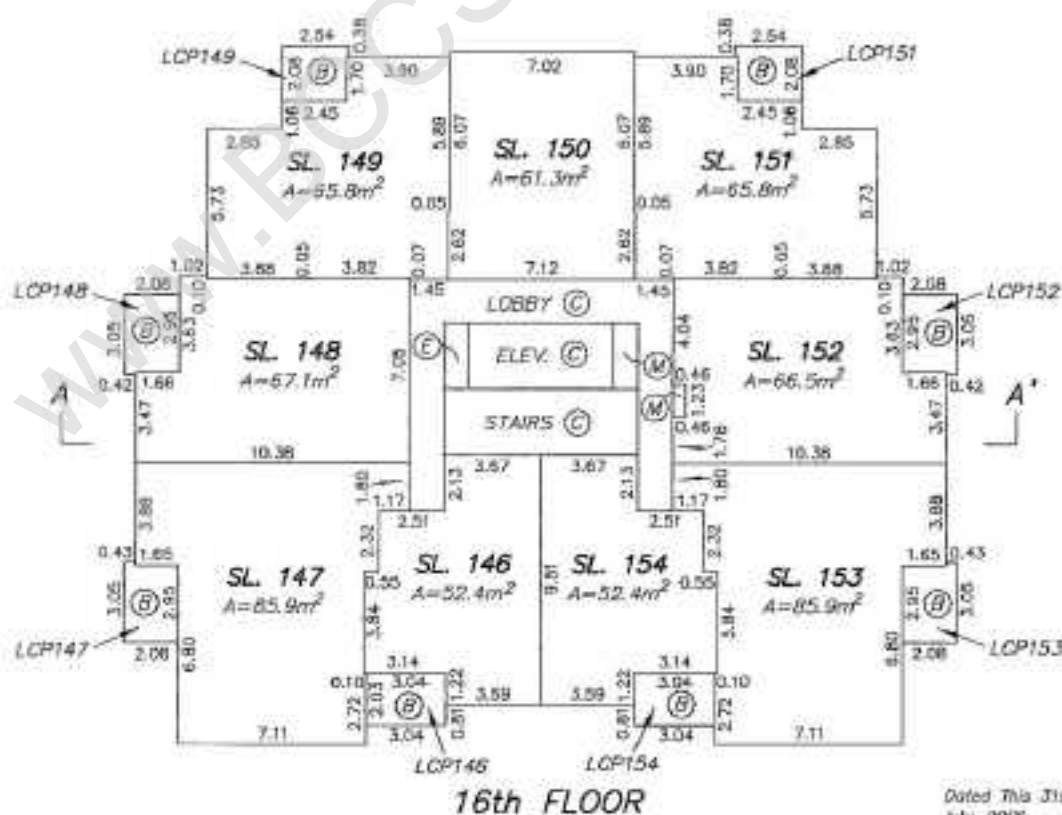 2.54
0.38
LCP149
2.08
B
1.70
3.90
2.45
1.06
2.85
7.02
0.38
2.54
3.90
1.70
B
2.08
LCP151
2.45
1.06
2.85
SL. 149
A=65.8m²
5.89
6.07
SL. 150
A=61.3m²
6.07
5.89
SL. 151
A=65.8m²
5.73
0.05
0.05
5.73
1.02
3.88
0.05
3.82
0.07
2.62
7.12
2.62
0.07
3.82
0.05
3.88
1.02
LCP148
2.08
0.10
1.45
LOBBY C
1.45
0.10
2.08
LCP152
3.05
B
2.95
3.63
SL. 148
A=67.1m²
7.05
E
ELEV. C
M
4.04
SL. 152
A=66.5m²
3.63
2.95
B
3.05
0.42
1.66
0.46
1.23
M
0.46
1.66
0.42
A
3.47
STAIRS C
1.76
3.47
A'
10.38
3.67
3.67
10.38
1.80
2.13
2.13
1.80
1.17
2.51
2.51
1.17
3.88
3.88
0.43
1.65
2.32
2.32
1.65
0.43
SL. 147
A=85.9m²
0.55
SL. 146
A=52.4m²
9.51
SL. 154
A=52.4m²
0.55
SL. 153
A=85.9m²
3.05
B
2.95
2.95
B
3.05
LCP147
2.08
6.80
3.84
3.84
6.80
2.08
LCP153
3.14
3.14
0.10
3.04
1.22
3.59
3.59
1.22
3.04
0.10
2.72
2.03
B
0.81
0.81
B
2.72
7.11
3.04
3.04
7.11
LCP146
LCP154
16th FLOOR
Dated This 31
www.BCCS